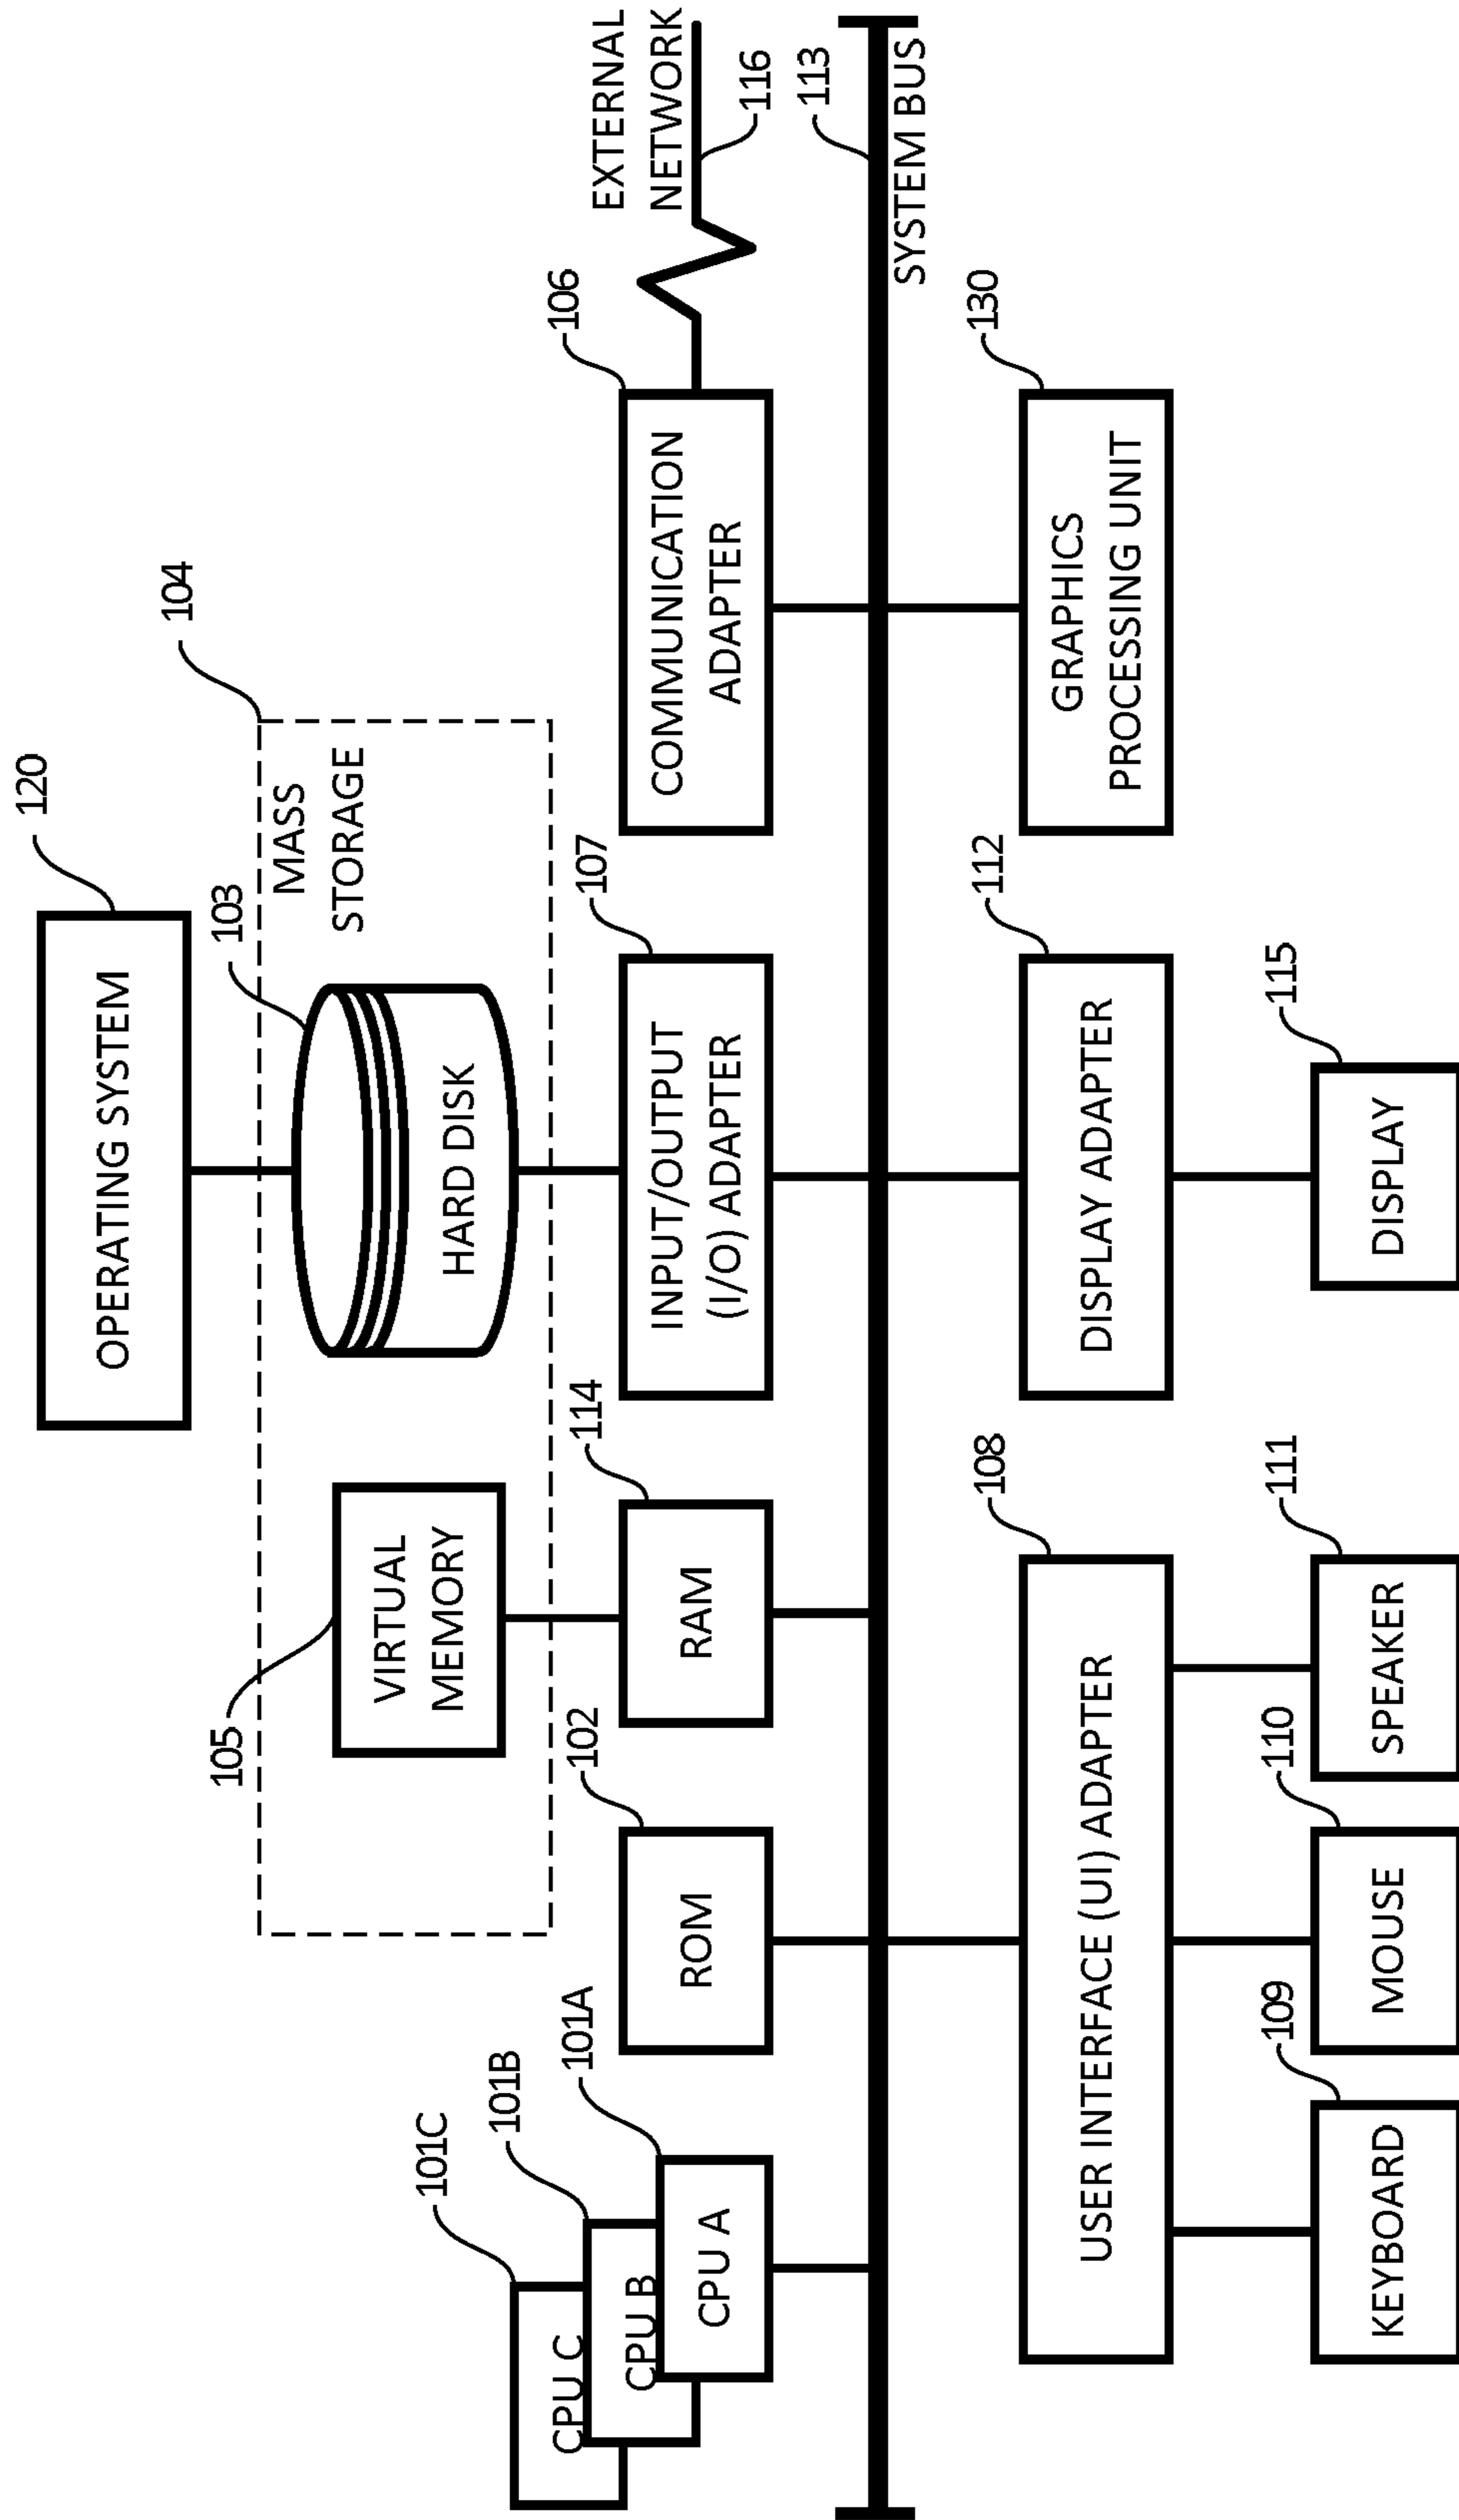 120
OPERATING SYSTEM
104
103
MASS
STORAGE
105
VIRTUAL
MEMORY
HARD DISK
101C
CPU C
101B
CPU B
101A
CPU A
102
ROM
114
RAM
107
INPUT/OUTPUT
(I/O) ADAPTER
106
COMMUNICATION
ADAPTER
EXTERNAL
NETWORK
116
113
SYSTEM BUS
108
USER INTERFACE (UI) ADAPTER
112
DISPLAY ADAPTER
130
GRAPHICS
PROCESSING UNIT
109
KEYBOARD
110
MOUSE
111
SPEAKER
115
DISPLAY